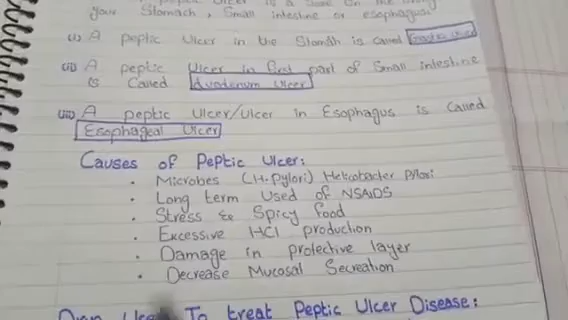 your Stomach, Small intestine or esophagus.
(i) A peptic Ulcer in the Stomach is called Gastric Ulcer
(ii) A peptic Ulcer in first part of Small intestine
is Called duodenum Ulcer
(iii) A peptic Ulcer/Ulcer in Esophagus is called
Esophageal Ulcer
Causes of Peptic Ulcer:
• Microbes (H.pylori) Helicobacter Pylori
• Long term Used of NSAIDS
• Stress & Spicy food
• Excessive HCl production
• Damage in protective layer
• Decrease Mucosal Secreation
Drug Used To treat Peptic Ulcer Disease: